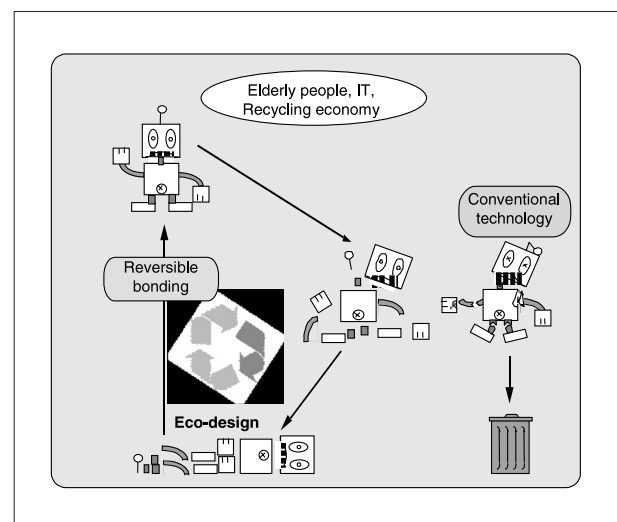 Elderly people, IT,
Recycling economy
Conventional
technology
Reversible
bonding
Eco-design